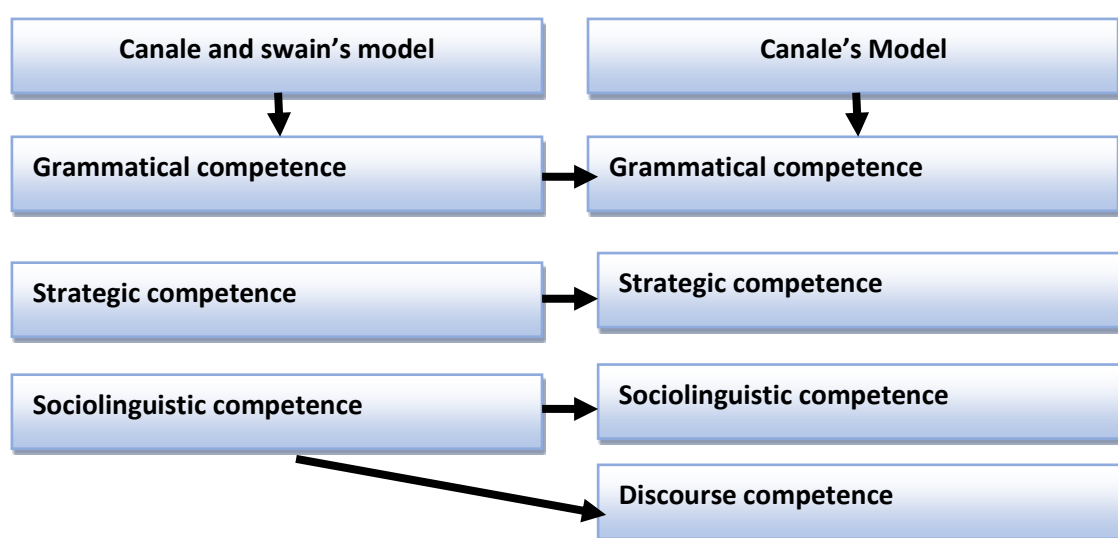 Canale and swain’s model
Canale’s Model
Grammatical competence
Grammatical competence
Strategic competence
Strategic competence
Sociolinguistic competence
Sociolinguistic competence
Discourse competence